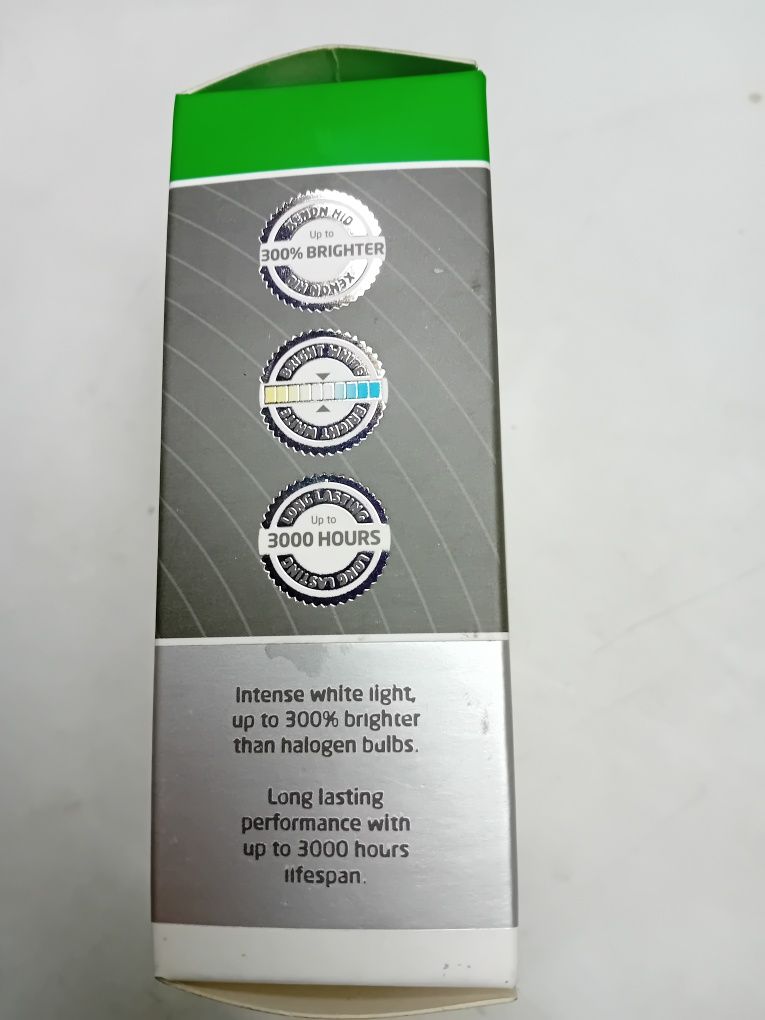 XENON HID
Up to
300% BRIGHTER
XENON HID
BRIGHT WHITE
BRIGHT WHITE
LONG LASTING
Up to
3000 HOURS
LONG LASTING
Intense white light,
up to 300% brighter
than halogen bulbs.
Long lasting
performance with
up to 3000 hours
lifespan.